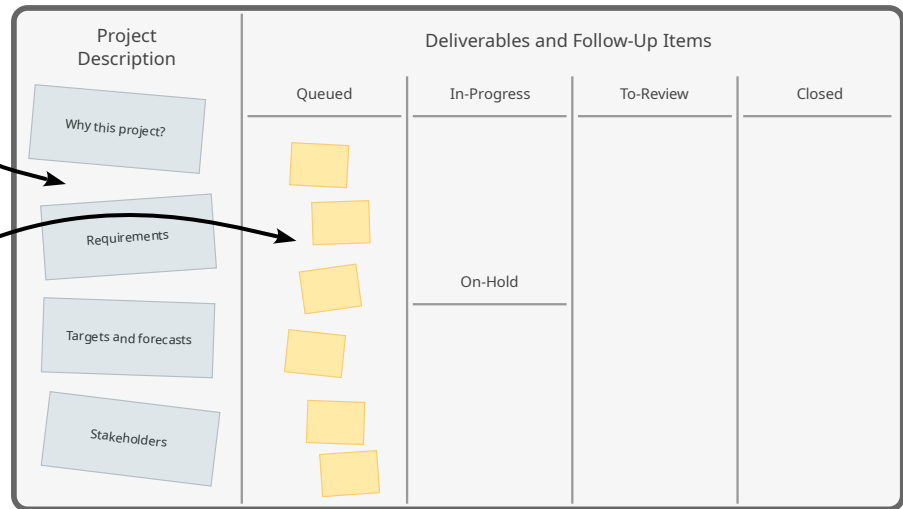 Project
Description
Deliverables and Follow-Up Items
Queued
In-Progress
To-Review
Closed
Why this project?
Requirements
On-Hold
Targets and forecasts
Stakeholders